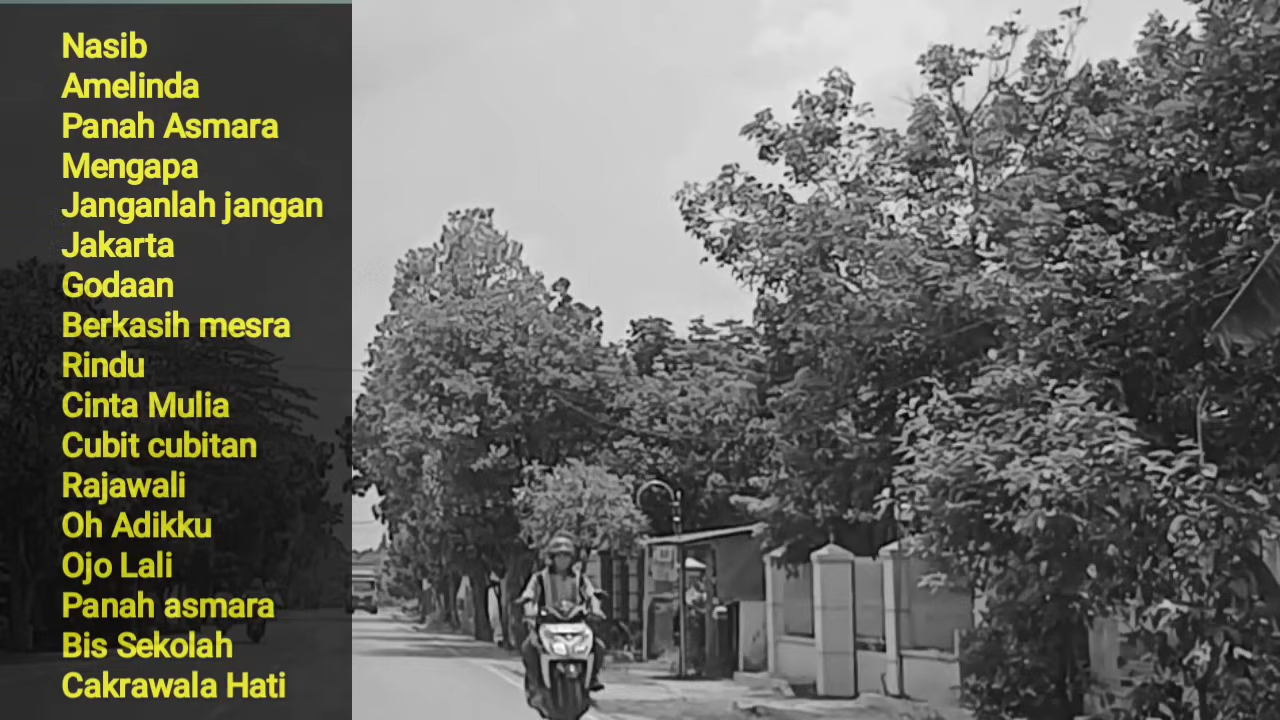 Nasib
Amelinda
Panah Asmara
Mengapa
Janganlah jangan
Jakarta
Godaan
Berkasih mesra
Rindu
Cinta Mulia
Cubit cubitan
Rajawali
Oh Adikku
Ojo Lali
Panah asmara
Bis Sekolah
Cakrawala Hati